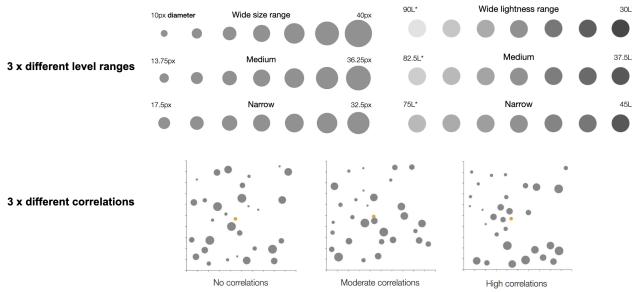 10px diameter Wide size range 40px
90L* Wide lightness range 30L
3 x different level ranges
13.75px Medium 36.25px
82.5L* Medium 37.5L
17.5px Narrow 32.5px
75L* Narrow 45L
3 x different correlations
No correlations
Moderate correlations
High correlations